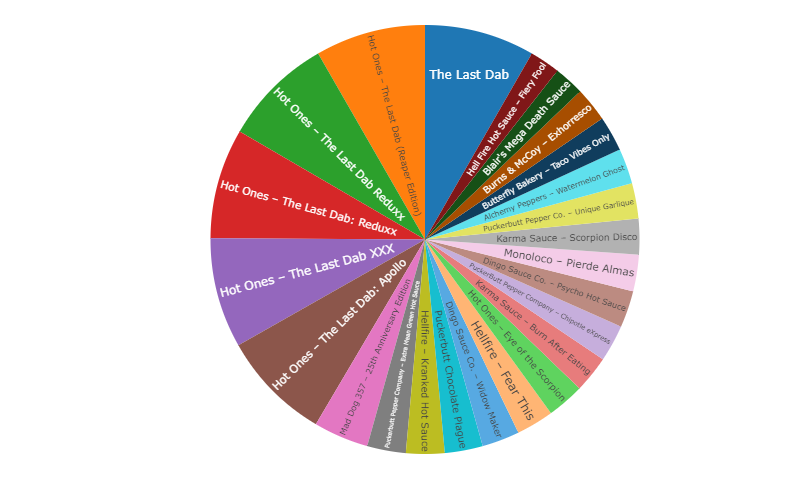 The Last Dab
Hell Fire Hot Sauce – Fiery Fool
Blair's Mega Death Sauce
Burns & McCoy – Exhorresco
Butterfly Bakery – Taco Vibes Only
Alchemy Peppers – Watermelon Ghost
Puckerbutt Pepper Co. – Unique Garlique
Karma Sauce – Scorpion Disco
Monoloco – Pierde Almas
Dingo Sauce Co. – Psycho Hot Sauce
PuckerButt Pepper Company – Chipotle eXpress
Karma Sauce – Burn After Eating
Hot Ones – Eye of the Scorpion
Hellfire – Fear This
Dingo Sauce Co. – Widow Maker
Puckerbutt Chocolate Plague
Hellfire – Kranked Hot Sauce
Puckerbutt Pepper Company – Extra Mean Green Hot Sauce
Mad Dog 357 – 25th Anniversary Edition
Hot Ones – The Last Dab: Apollo
Hot Ones – The Last Dab XXX
Hot Ones – The Last Dab: Reduxx
Hot Ones – The Last Dab Reduxx
Hot Ones – The Last Dab (Reaper Edition)